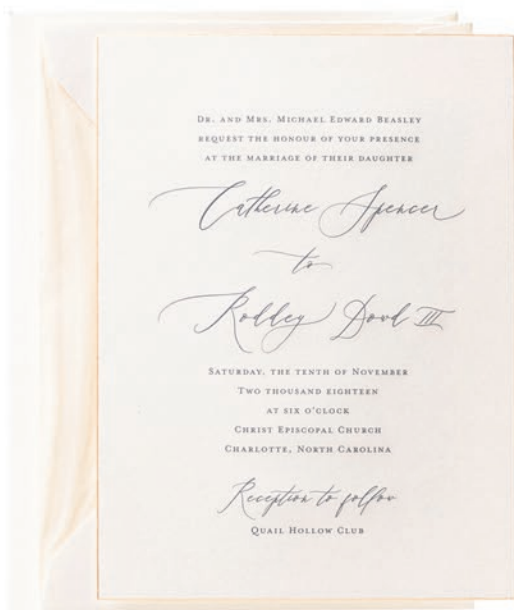 DR. AND MRS. MICHAEL EDWARD BEASLEY
REQUEST THE HONOUR OF YOUR PRESENCE
AT THE MARRIAGE OF THEIR DAUGHTER
Catherine Spencer
to
Roddey Dowd III
SATURDAY, THE TENTH OF NOVEMBER
TWO THOUSAND EIGHTEEN
AT SIX O'CLOCK
CHRIST EPISCOPAL CHURCH
CHARLOTTE, NORTH CAROLINA
Reception to follow
QUAIL HOLLOW CLUB